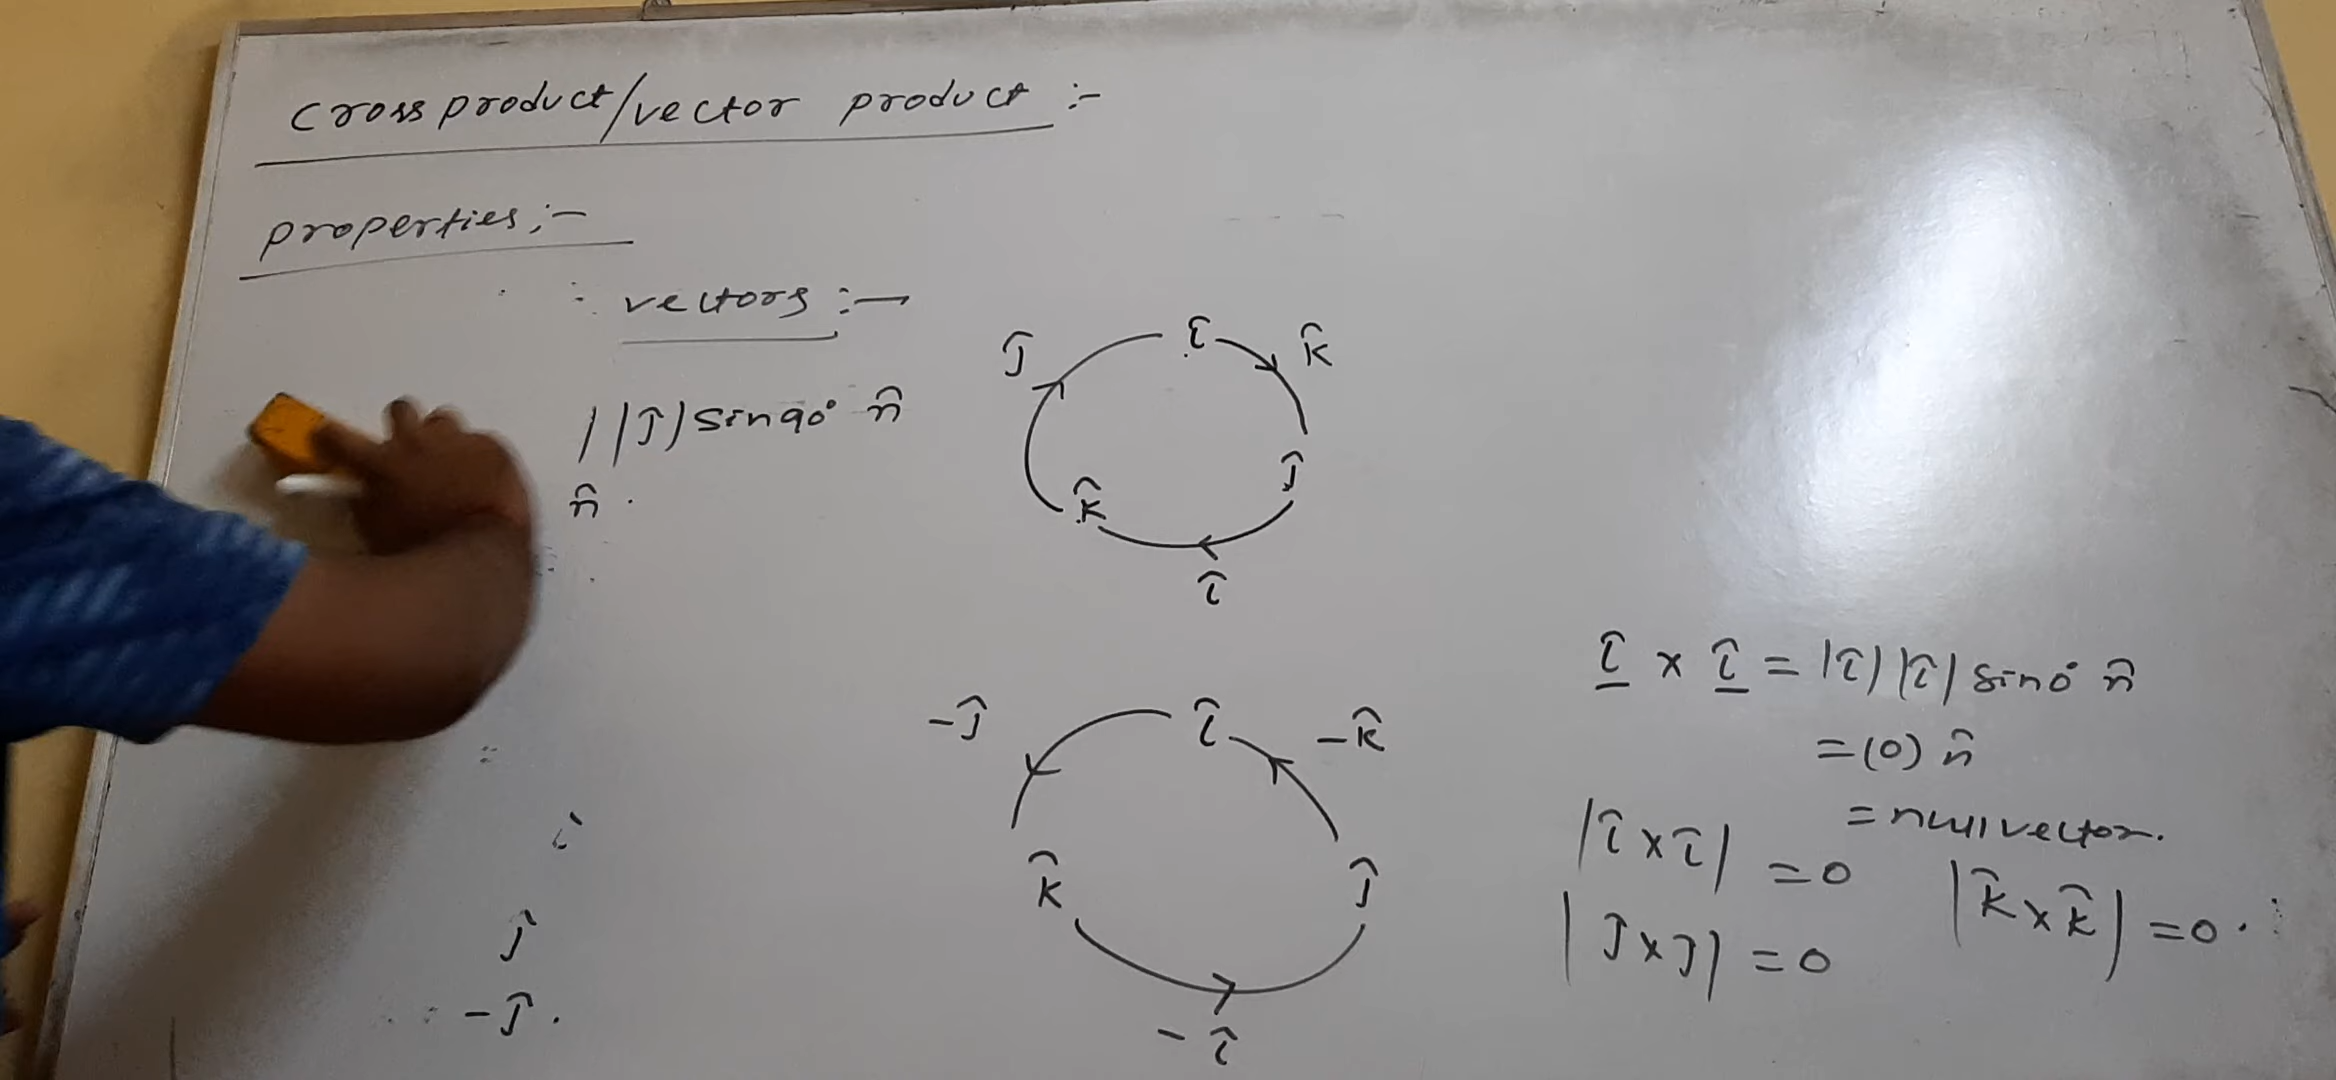 cross product/vector product :-
properties :-
vectors :-
| |ĵ| sin90° n̂
n̂ .
ĵ
-ĵ .
î k̂
ĵ
ĵ
k̂
î
-ĵ î -k̂
k̂ ĵ
-î
î × î = |î| |î| sin0° n̂
= (0) n̂
= null vector.
|î × î| = 0
|ĵ × ĵ| = 0 |k̂ × k̂| = 0 .